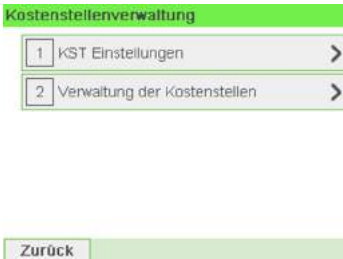 Kostenstellenverwaltung
1 KST Einstellungen
2 Verwaltung der Kostenstellen
Zurück